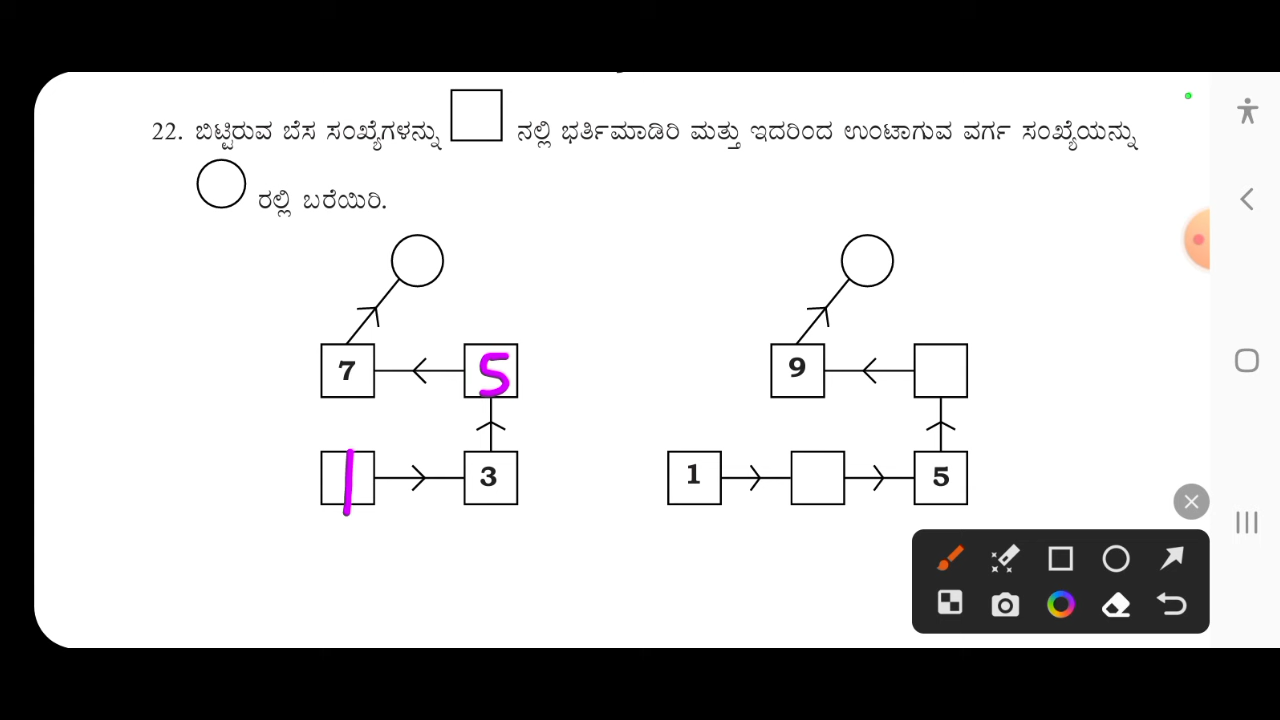 22. ಬಿಟ್ಟಿರುವ ಬೆಸ ಸಂಖ್ಯೆಗಳನ್ನು ನಲ್ಲಿ ಭರ್ತಿಮಾಡಿರಿ ಮತ್ತು ಇದರಿಂದ ಉಂಟಾಗುವ ವರ್ಗ ಸಂಖ್ಯೆಯನ್ನು
ರಲ್ಲಿ ಬರೆಯಿರಿ.
7 5 9
1 3 1 5